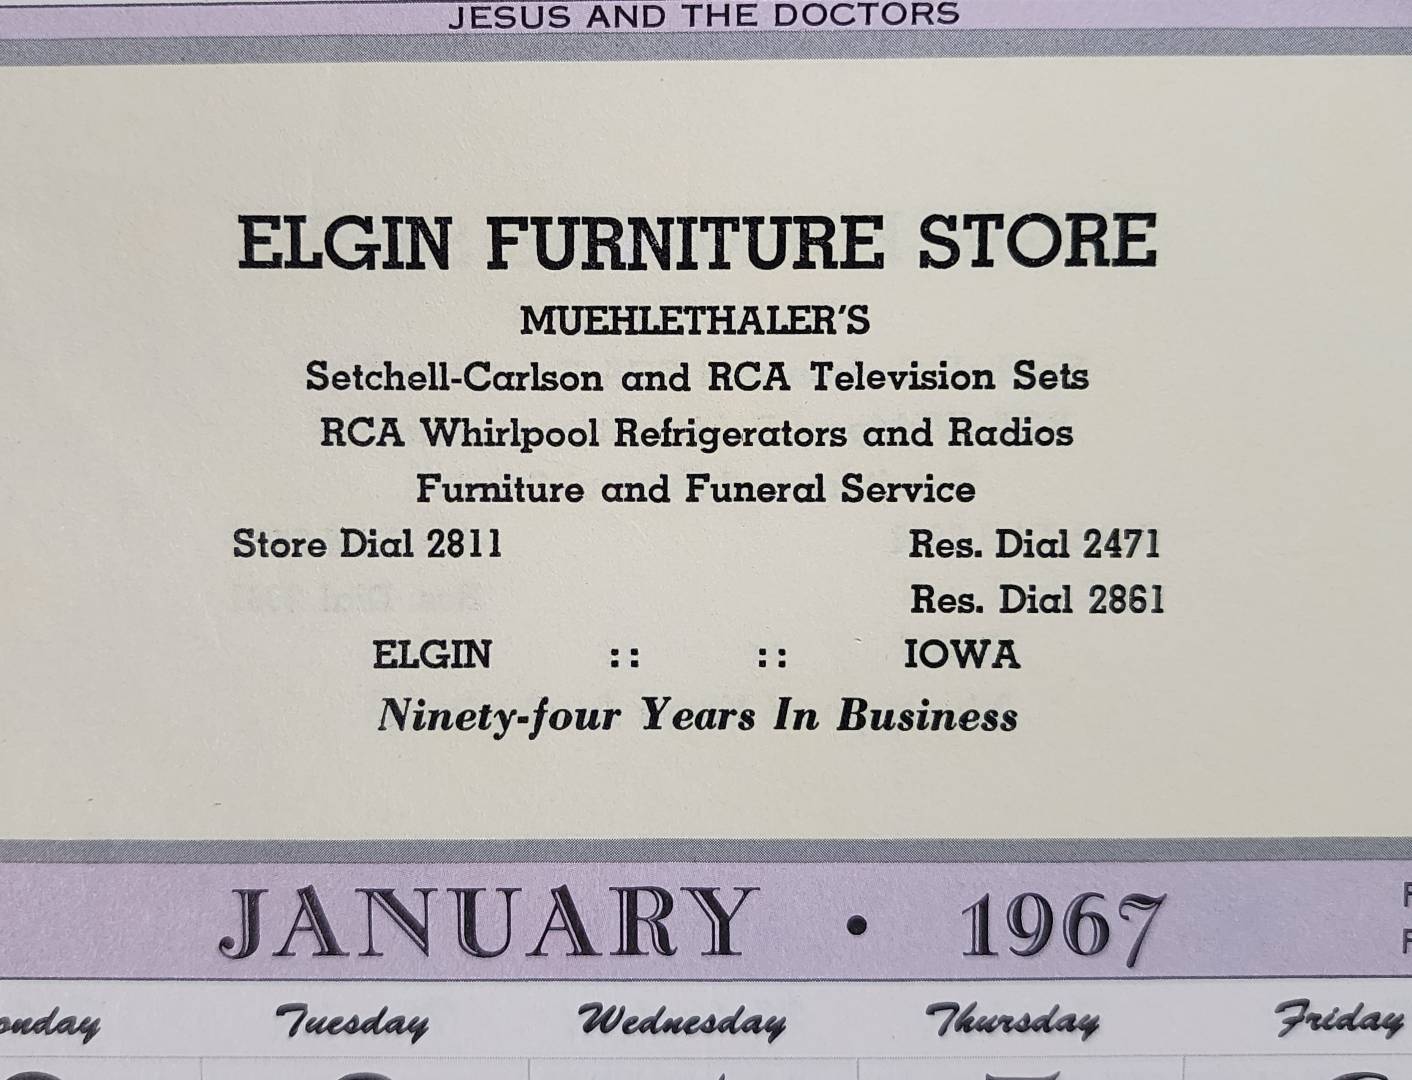 JESUS AND THE DOCTORS
ELGIN FURNITURE STORE
MUEHLETHALER'S
Setchell-Carlson and RCA Television Sets
RCA Whirlpool Refrigerators and Radios
Furniture and Funeral Service
Store Dial 2811 Res. Dial 2471
Res. Dial 2861
ELGIN :: :: IOWA
Ninety-four Years In Business
JANUARY • 1967
onday Tuesday Wednesday Thursday Friday